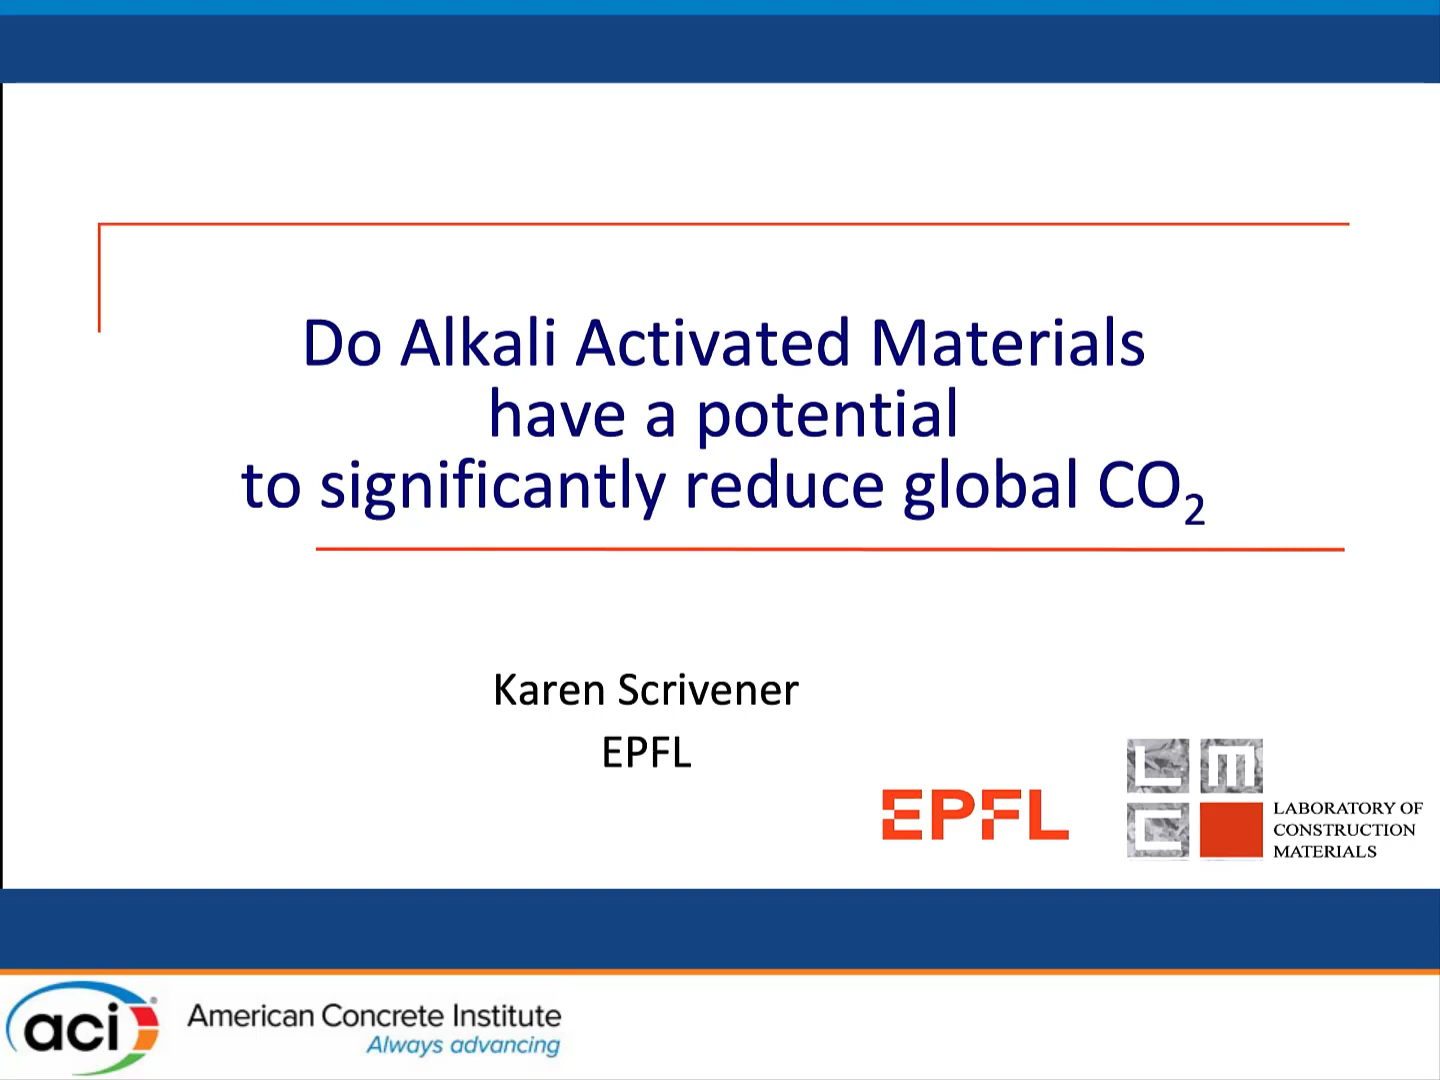 Do Alkali Activated Materials
have a potential
to significantly reduce global CO₂
Karen Scrivener
EPFL
EPFL
L M
C
LABORATORY OF
CONSTRUCTION
MATERIALS
aci®
American Concrete Institute
Always advancing